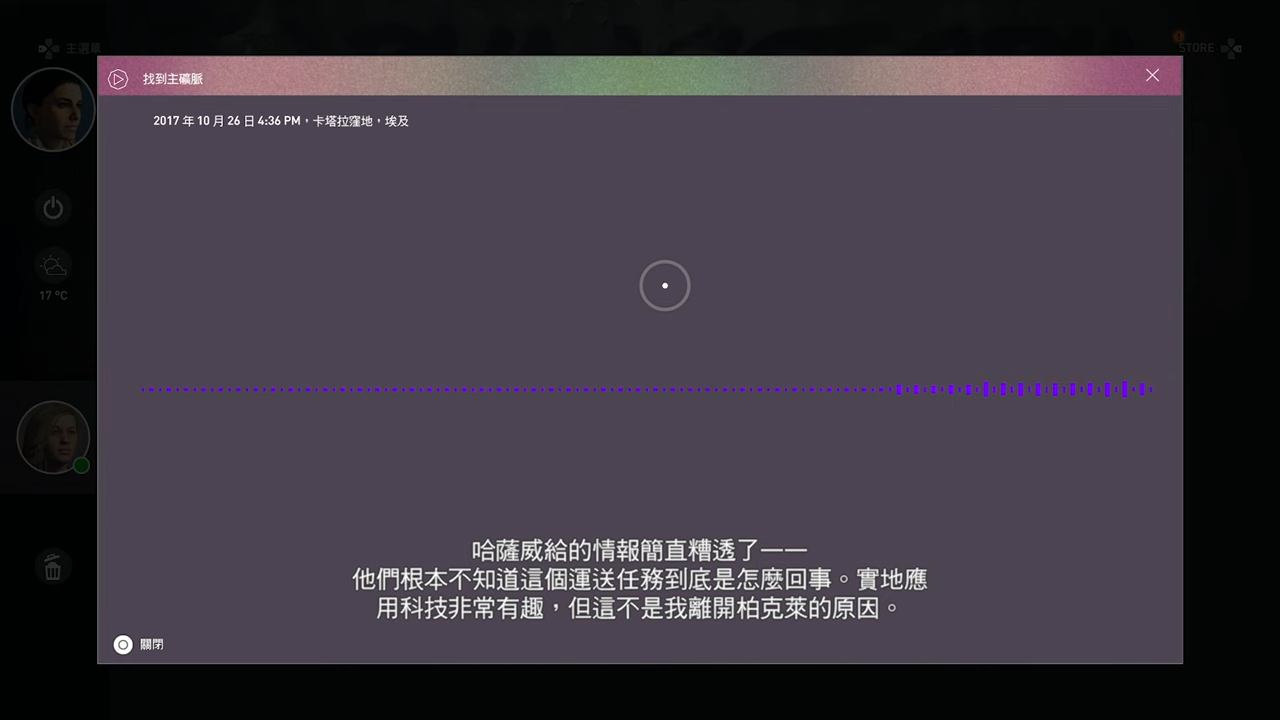 主選單
STORE
找到主礦脈
2017 年 10 月 26 日 4:36 PM，卡塔拉窪地，埃及
17 ºC
哈薩威給的情報簡直糟透了——
他們根本不知道這個運送任務到底是怎麼回事。實地應
用科技非常有趣，但這不是我離開柏克萊的原因。
關閉